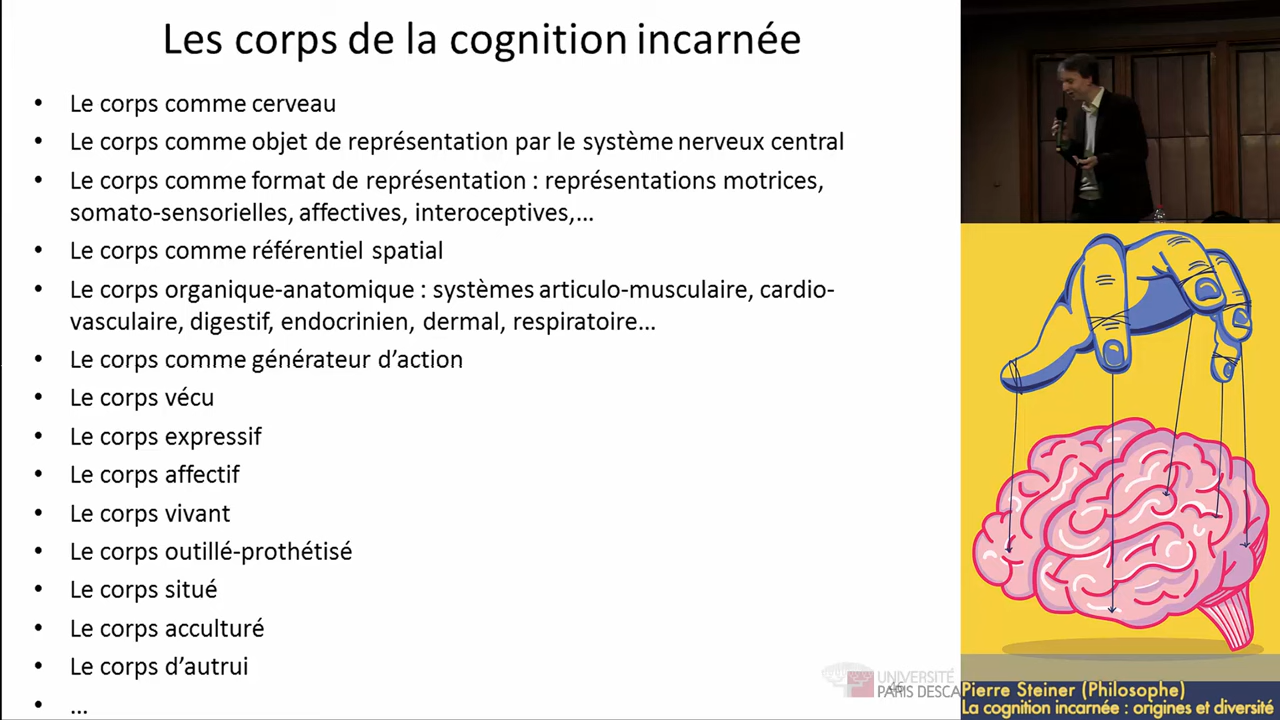 Les corps de la cognition incarnée
• Le corps comme cerveau
• Le corps comme objet de représentation par le système nerveux central
• Le corps comme format de représentation : représentations motrices,
somato-sensorielles, affectives, interoceptives,...
• Le corps comme référentiel spatial
• Le corps organique-anatomique : systèmes articulo-musculaire, cardio-
vasculaire, digestif, endocrinien, dermal, respiratoire...
• Le corps comme générateur d'action
• Le corps vécu
• Le corps expressif
• Le corps affectif
• Le corps vivant
• Le corps outillé-prothétisé
• Le corps situé
• Le corps acculturé
• Le corps d'autrui
• ...
UNIVERSITÉ
PARIS DESCA
Pierre Steiner (Philosophe)
La cognition incarnée : origines et diversité